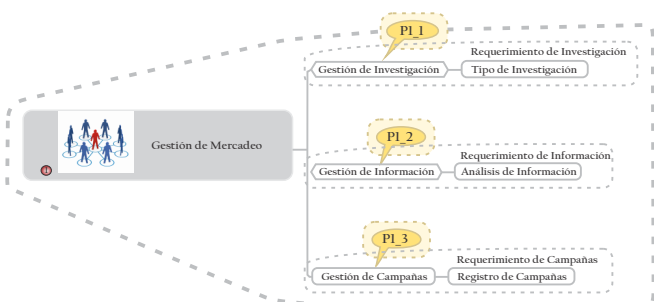 PI_1
Requerimiento de Investigación
Gestión de Investigación
Tipo de Investigación
Gestión de Mercadeo
PI_2
Requerimiento de Información
Gestión de Información
Análisis de Información
PI_3
Requerimiento de Campañas
Gestión de Campañas
Registro de Campañas